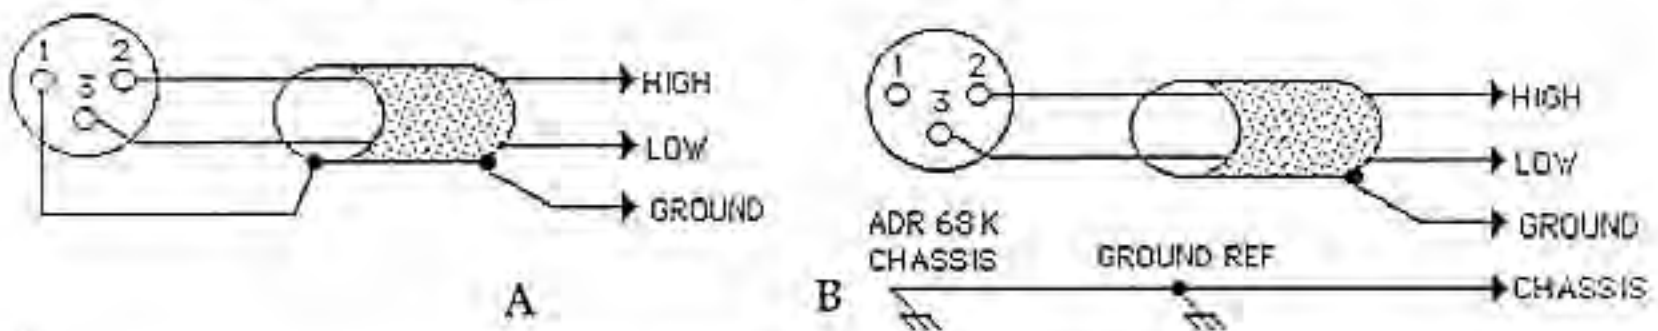 1 2
3
HIGH
LOW
GROUND
A
1 2
3
HIGH
LOW
GROUND
ADR 68K
CHASSIS
GROUND REF
CHASSIS
B